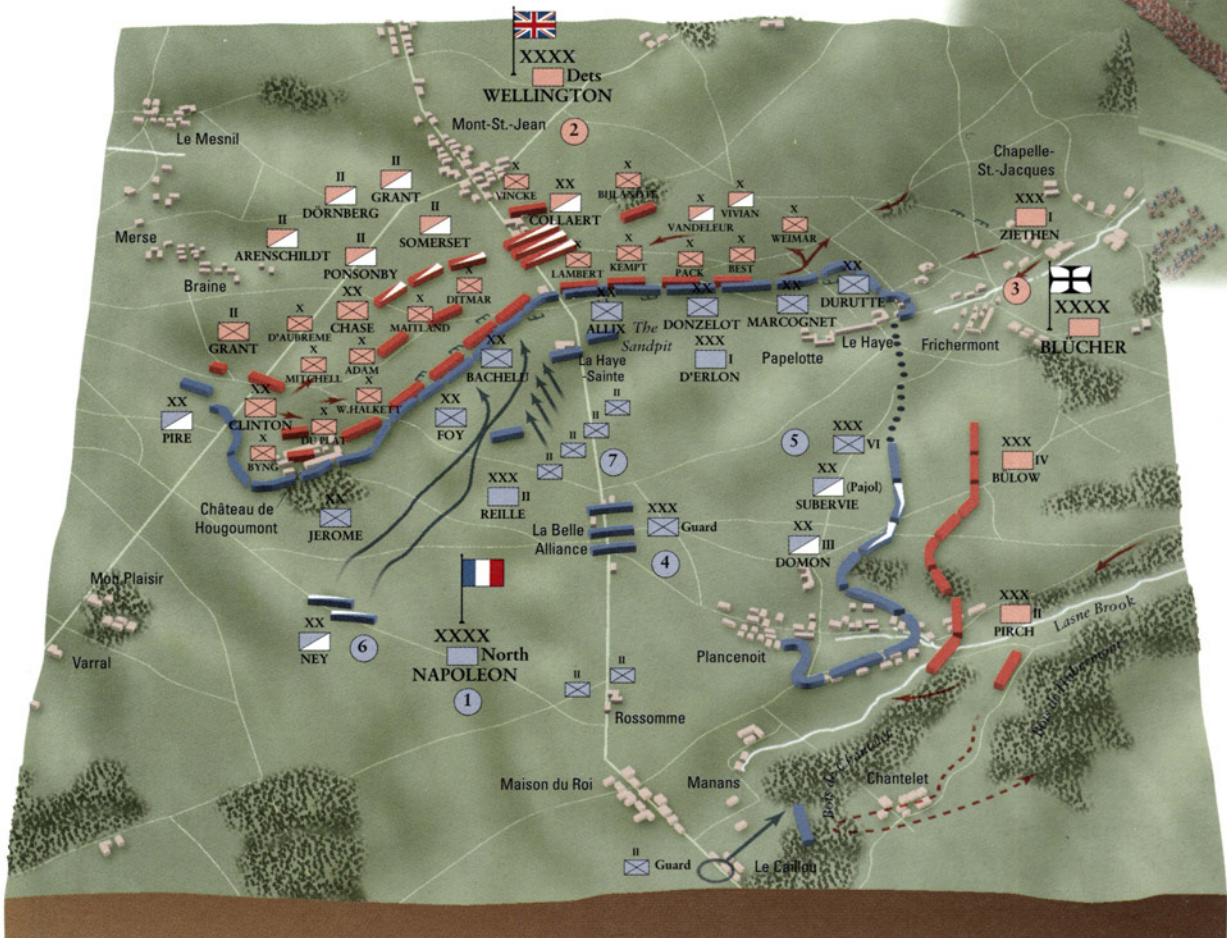 XXXX
Dets
WELLINGTON
2
Mont-St.-Jean
Le Mesnil
Chapelle-
St.-Jacques
II
GRANT
II
DÖRNBERG
X
VINCKE
XX
COLLAERT
X
BIJLANDTE
X
VANDELEUR
X
VIVIAN
X
WEIMAR
XXX
I
ZIETHEN
Merse
II
ARENSCHILDT
II
PONSONBY
II
SOMERSET
Braine
X
LAMBERT
X
KEMPT
X
PACK
X
BEST
3
XXXX
BLÜCHER
II
GRANT
X
D'AUBREME
XX
CHASE
X
MAITLAND
X
DITMAR
XX
ALLIX
The
Sandpit
XX
DONZELOT
XX
MARCOGNET
XX
DURUTTE
Le Haye
Papelotte
Frichermont
X
MITCHELL
X
ADAM
X
W.HALKETT
XX
BACHELU
La Haye
-Sainte
XXX
I
D'ERLON
XX
PIRE
XX
CLINTON
X
DU PLAT
X
BYNG
XX
FOY
II
II
II
II
7
5
XXX
VI
XXX
IV
BÜLOW
XX
(Pajol)
SUBERVIE
Château de
Hougoumont
XX
JEROME
XXX
II
REILLE
La Belle
Alliance
XXX
Guard
4
XX
III
DOMON
Mon Plaisir
Varral
XX
NEY
6
XXXX
North
NAPOLEON
1
II
II
Rossomme
Plancenoit
XXX
II
PIRCH
Lasne Brook
Maison du Roi
Manans
Chantelet
II
Guard
Le Caillou